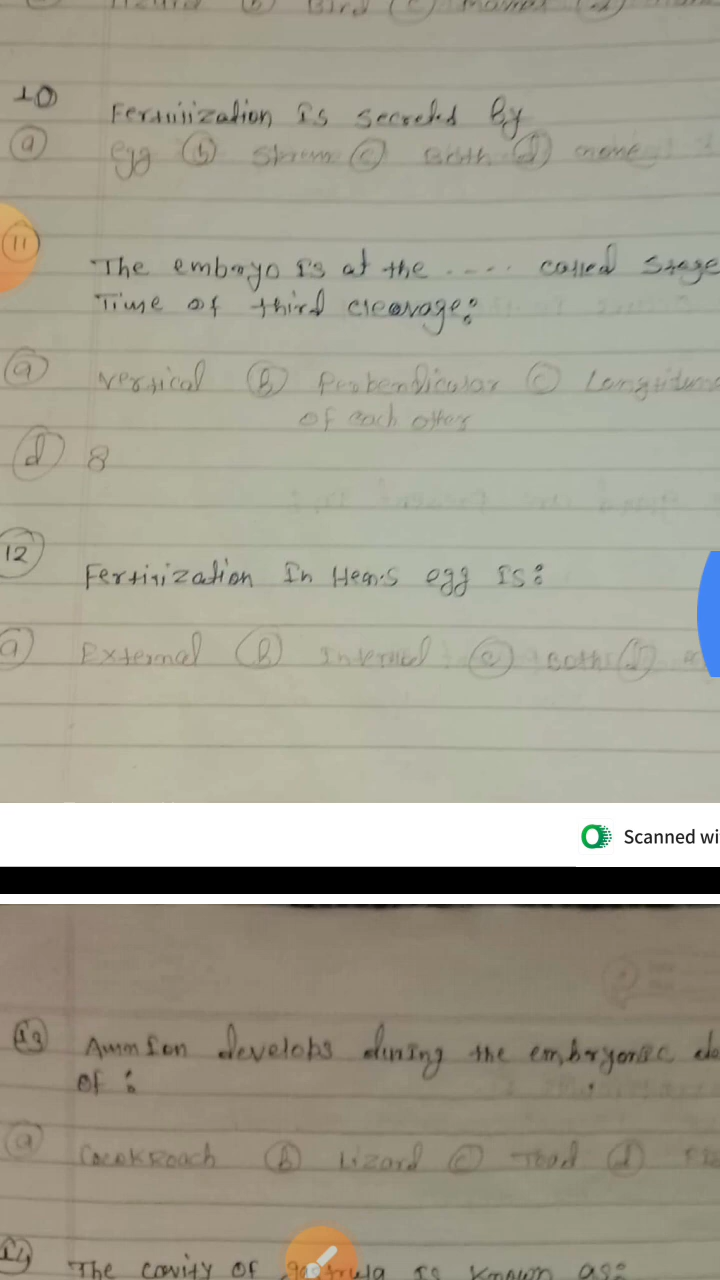 10 Fertilization is secreted by
(a) egg (b) Sperm (c) Both (d) none
(11) The embryo is at the ..... called stage
Time of third cleavage:
(a) vertical (B) Perpendicular (C)
of each other
(d) 8
(12) Fertilization In Hen's egg is:
(a) External (B) Internal (c) Both (d)
Scanned wi
(13) Amnion develops during the embryonic de
of :
(a) Cocokroach (b) Lizard (c) Toad (d)
(14) The cavity of gastrula is known as: